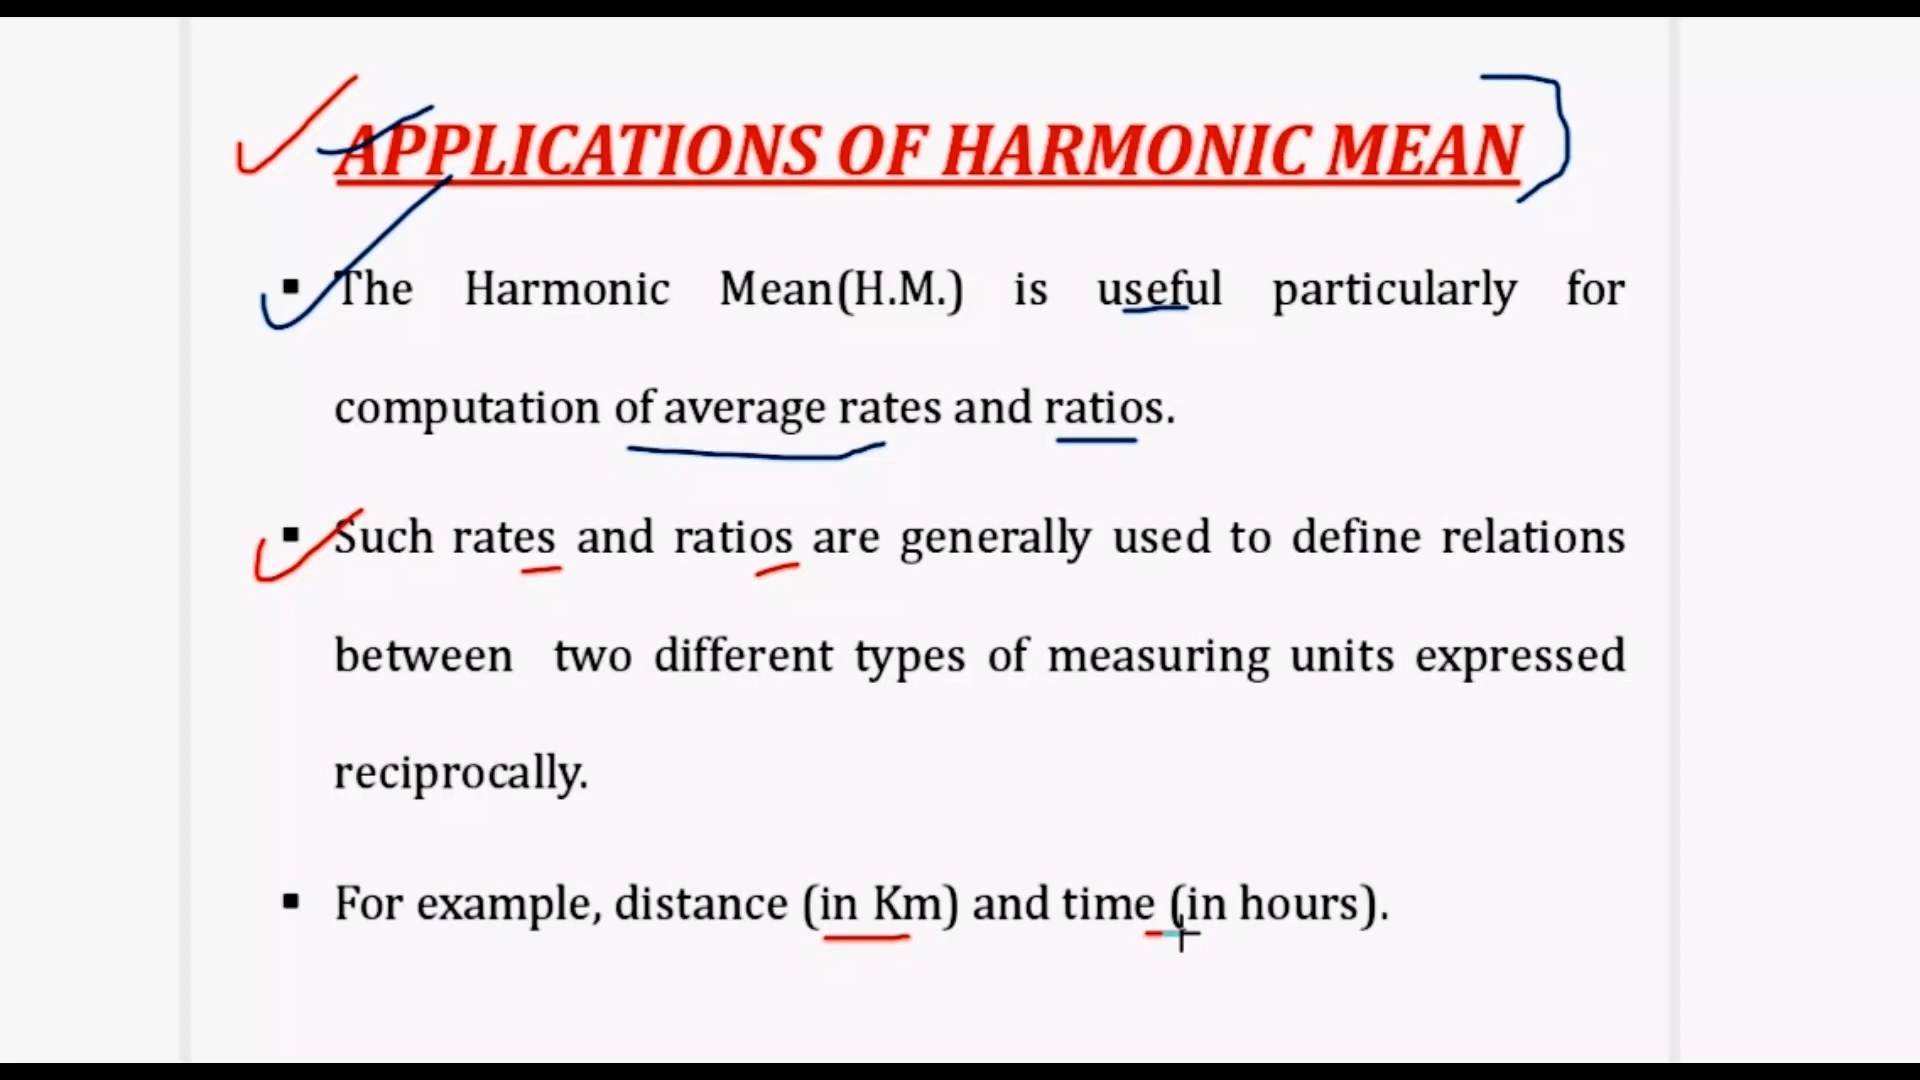 APPLICATIONS OF HARMONIC MEAN
▪ The Harmonic Mean(H.M.) is useful particularly for
computation of average rates and ratios.
▪ Such rates and ratios are generally used to define relations
between two different types of measuring units expressed
reciprocally.
▪ For example, distance (in Km) and time (in hours).